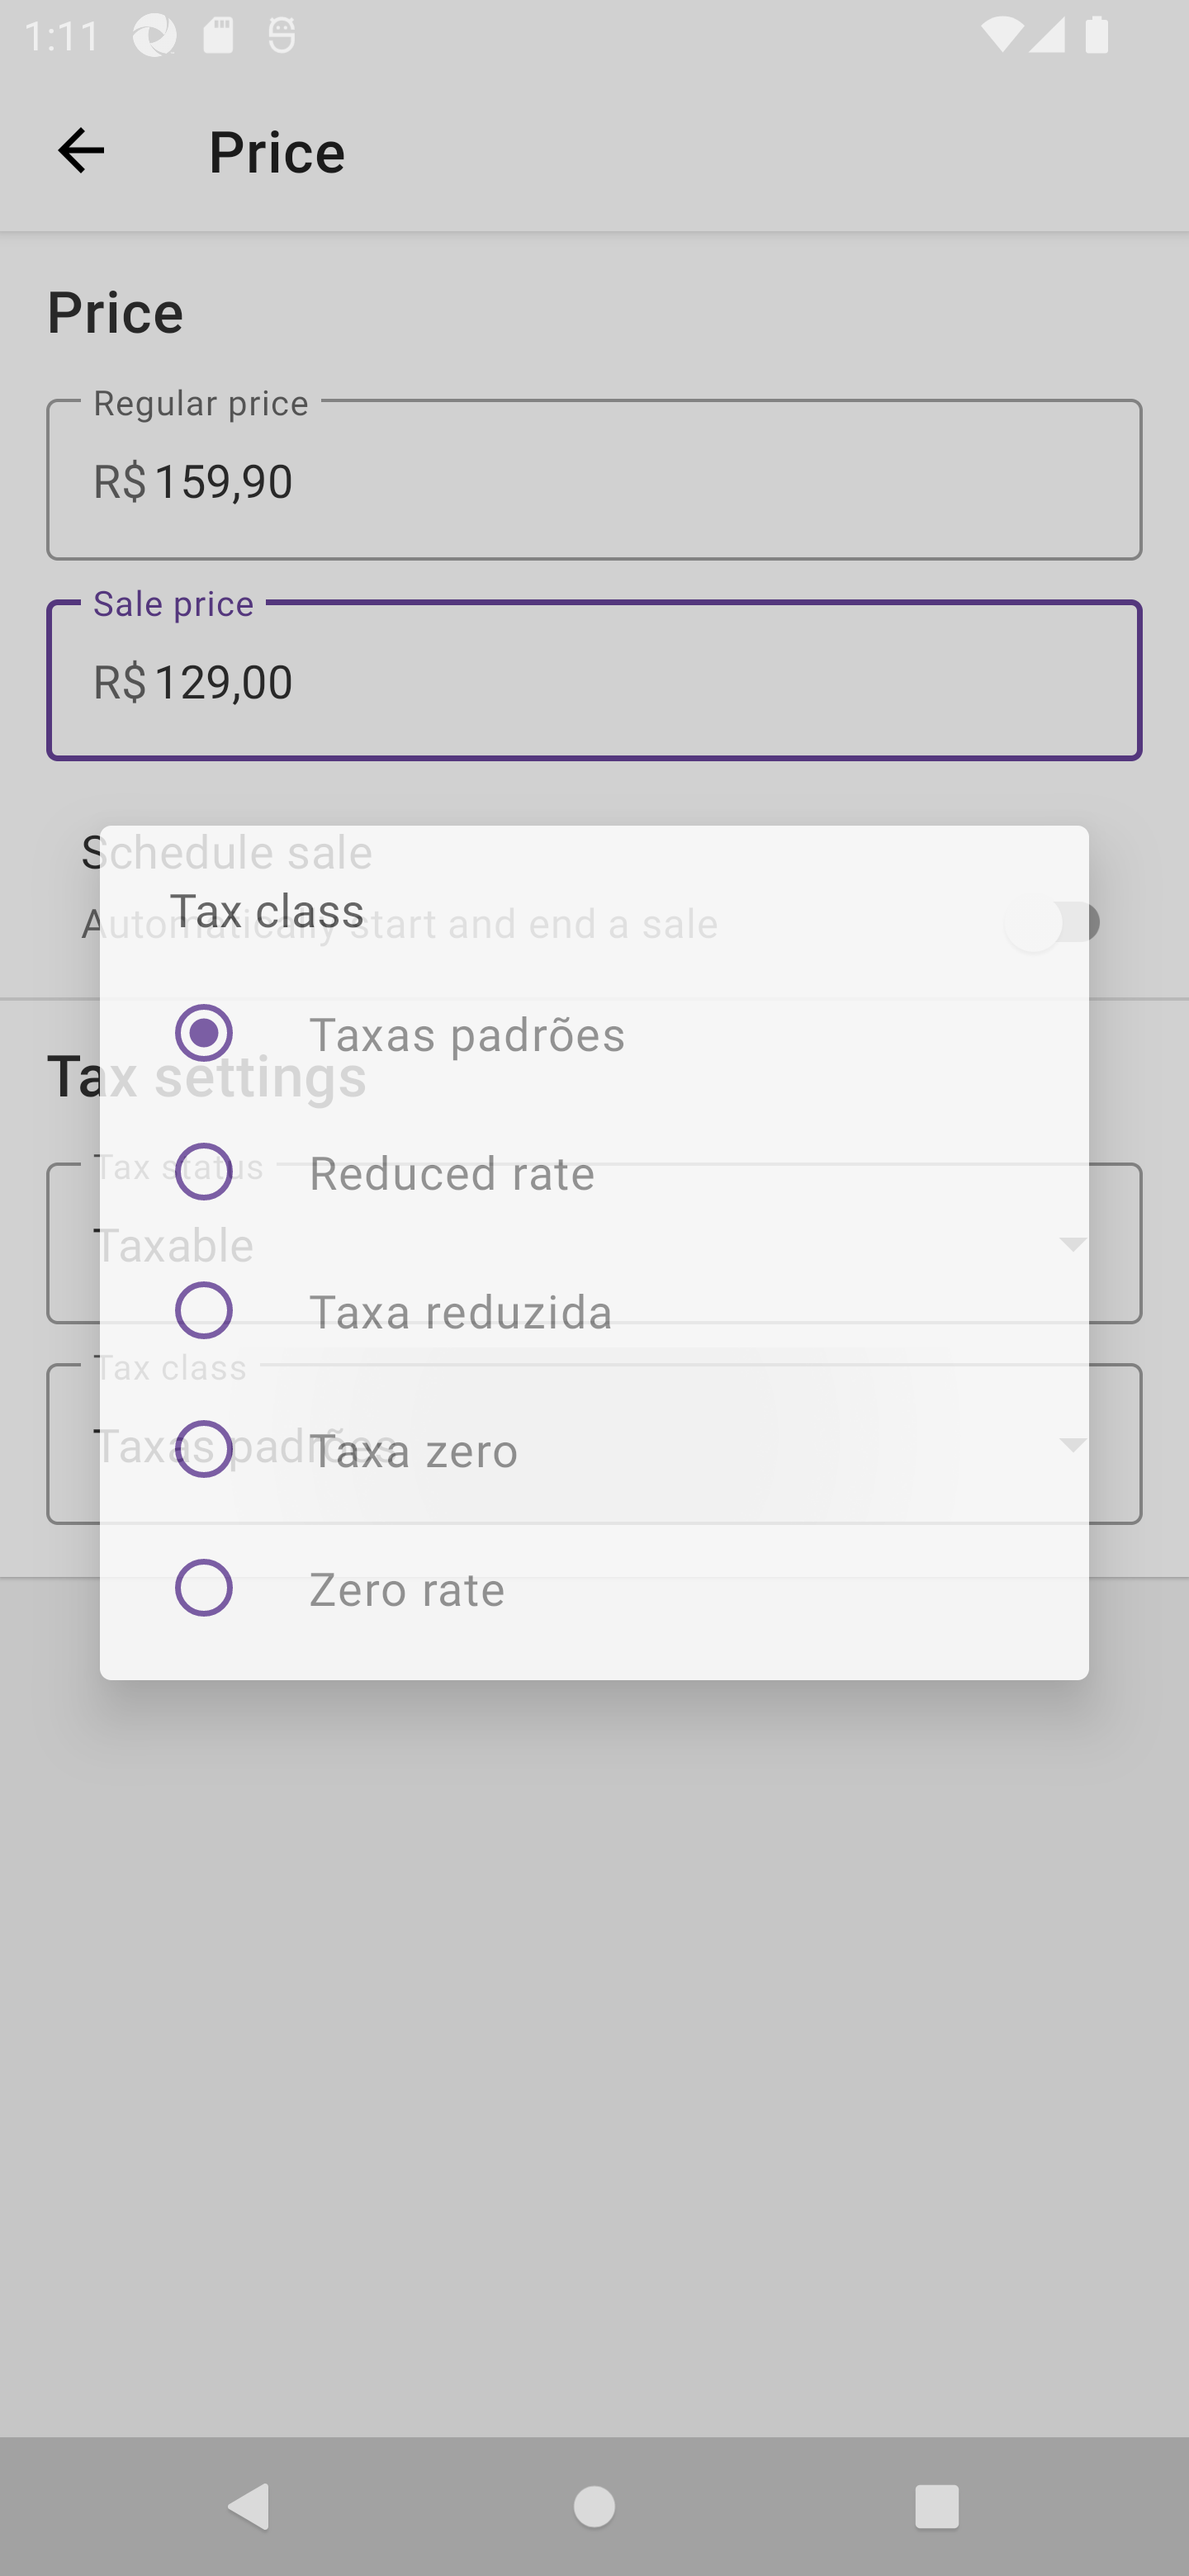 1:11
Price
Price
Regular price
R$ 159,90
Sale price
R$ 129,00
Schedule sale
Automatically start and end a sale
Tax class
Taxas padrões
Tax settings
Reduced rate
Tax status
Taxable
Taxa reduzida
Tax class
Taxas padrões
Taxa zero
Zero rate